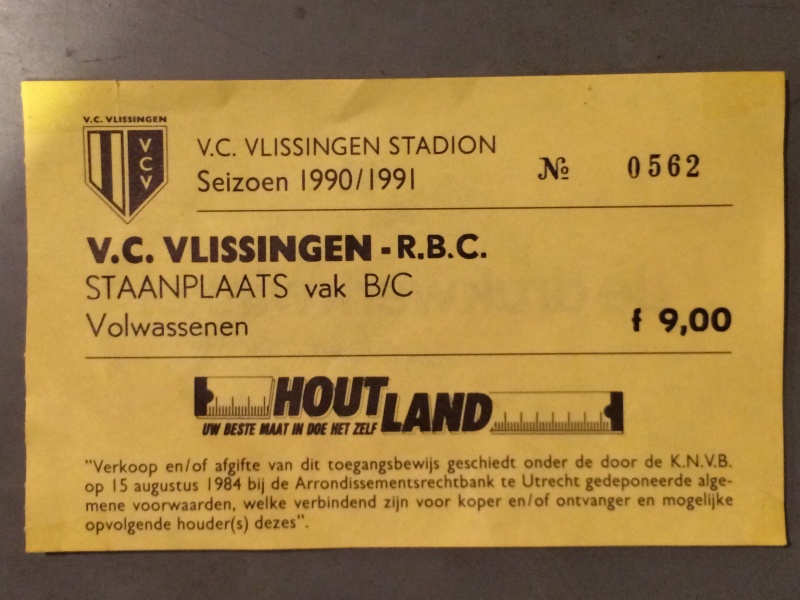 V.C. VLISSINGEN
VCV
V.C. VLISSINGEN STADION
Seizoen 1990/1991
№ 0562
V.C. VLISSINGEN - R.B.C.
STAANPLAATS vak B/C
Volwassenen
f 9,00
HOUTLAND
UW BESTE MAAT IN DOE HET ZELF
"Verkoop en/of afgifte van dit toegangsbewijs geschiedt onder de door de K.N.V.B.
op 15 augustus 1984 bij de Arrondissementsrechtbank te Utrecht gedeponeerde alge-
mene voorwaarden, welke verbindend zijn voor koper en/of ontvanger en mogelijke
opvolgende houder(s) dezes".